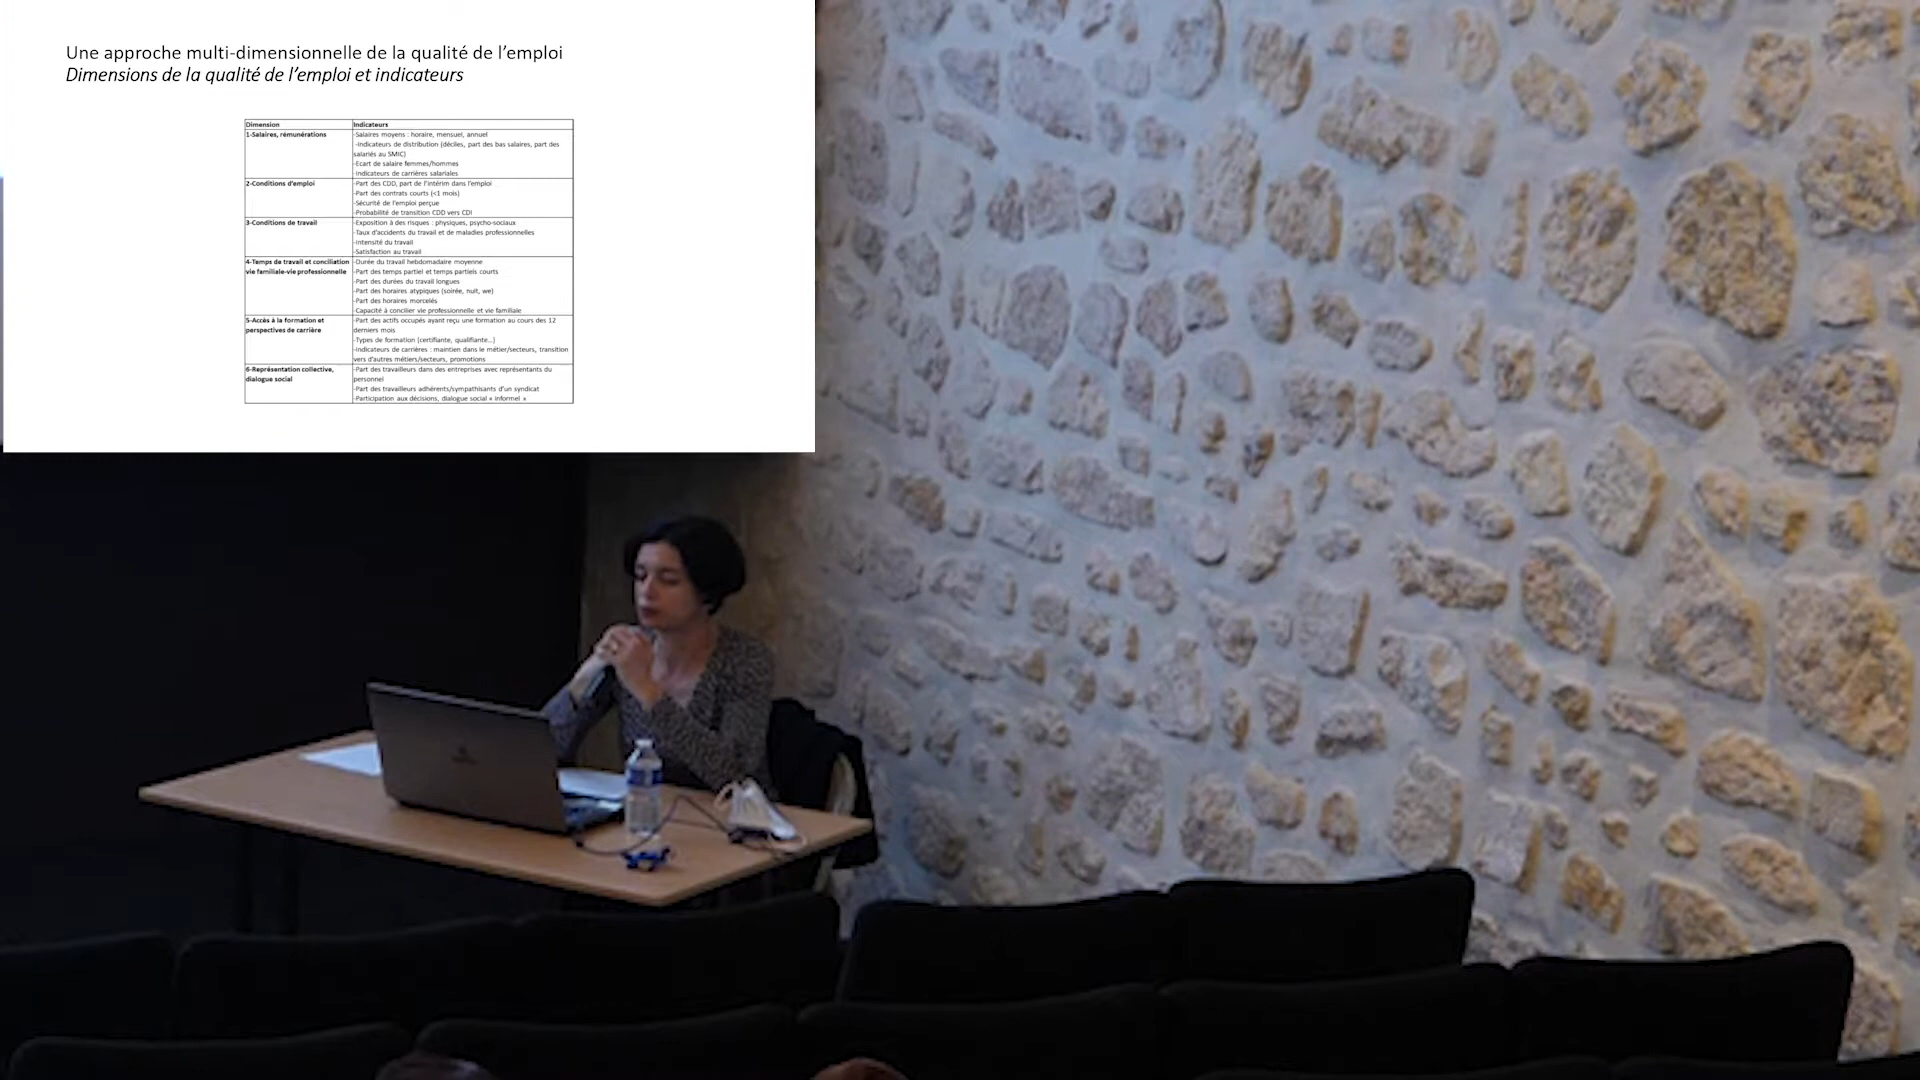 Une approche multi-dimensionnelle de la qualité de l'emploi
Dimensions de la qualité de l'emploi et indicateurs
Dimension
Indicateurs
1-Salaires, rémunérations
-Salaires moyens : horaire, mensuel, annuel
-Indicateurs de distribution (déciles, part des bas salaires, part des
salariés au SMIC)
-Ecart de salaire femmes/hommes
-Indicateurs de carrières salariales
2-Conditions d'emploi
-Part des CDD, part de l'intérim dans l'emploi
-Part des contrats courts (<1 mois)
-Sécurité de l'emploi perçue
-Probabilité de transition CDD vers CDI
3-Conditions de travail
-Exposition à des risques : physiques, psycho-sociaux
-Taux d'accidents du travail et de maladies professionnelles
-Intensité du travail
-Satisfaction au travail
4-Temps de travail et conciliation
vie familiale-vie professionnelle
-Durée du travail hebdomadaire moyenne
-Part des temps partiel et temps partiels courts
-Part des durées du travail longues
-Part des horaires atypiques (soirée, nuit, we)
-Part des horaires morcelés
-Capacité à concilier vie professionnelle et vie familiale
5-Accès à la formation et
perspectives de carrière
-Part des actifs occupés ayant reçu une formation au cours des 12
derniers mois
-Types de formation (certifiante, qualifiante…)
-Indicateurs de carrières : maintien dans le métier/secteurs, transition
vers d'autres métiers/secteurs, promotions
6-Représentation collective,
dialogue social
-Part des travailleurs dans des entreprises avec représentants du
personnel
-Part des travailleurs adhérents/sympathisants d'un syndicat
-Participation aux décisions, dialogue social « informel »